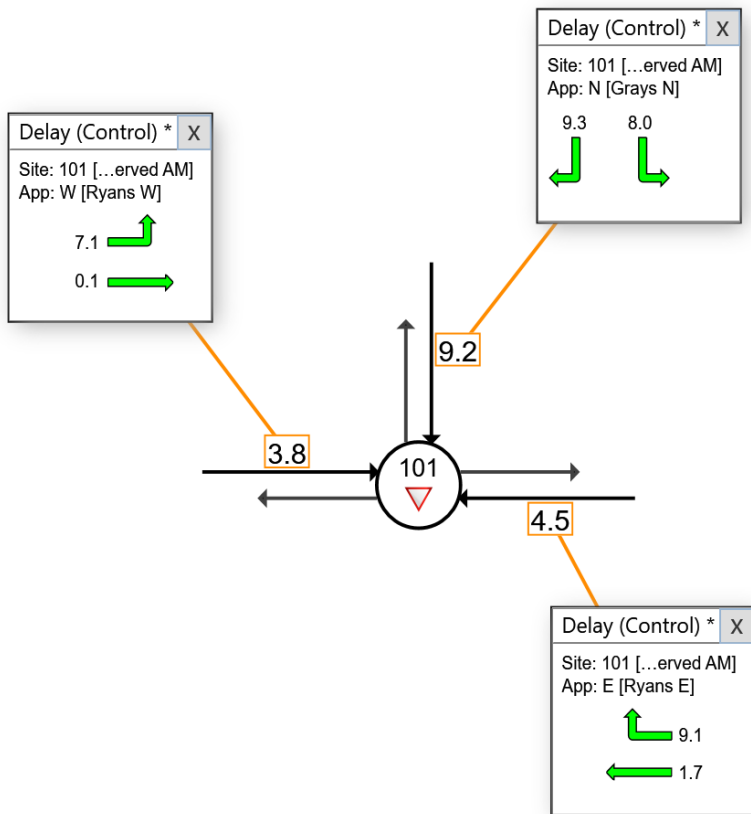 Delay (Control) * X
Site: 101 [...erved AM]
App: N [Grays N]
9.3 8.0
Delay (Control) * X
Site: 101 [...erved AM]
App: W [Ryans W]
7.1
0.1
9.2
3.8
101
4.5
Delay (Control) * X
Site: 101 [...erved AM]
App: E [Ryans E]
9.1
1.7